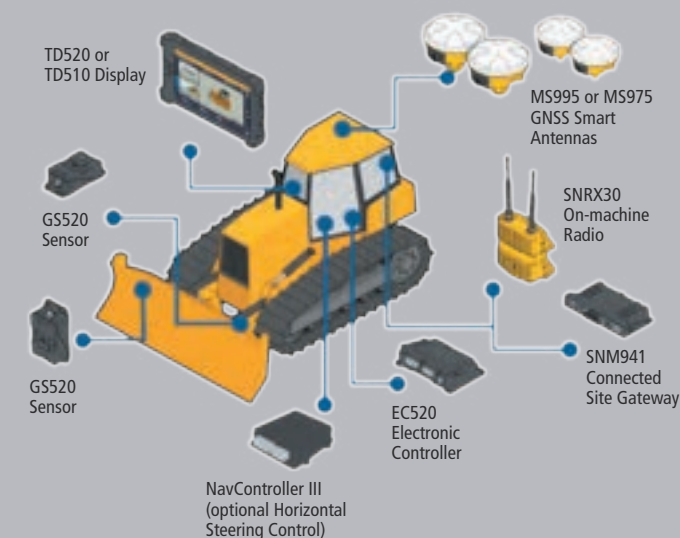 TD520 or
TD510 Display
MS995 or MS975
GNSS Smart
Antennas
GS520
Sensor
SNRX30
On-machine
Radio
GS520
Sensor
SNM941
Connected
Site Gateway
EC520
Electronic
Controller
NavController III
(optional Horizontal
Steering Control)